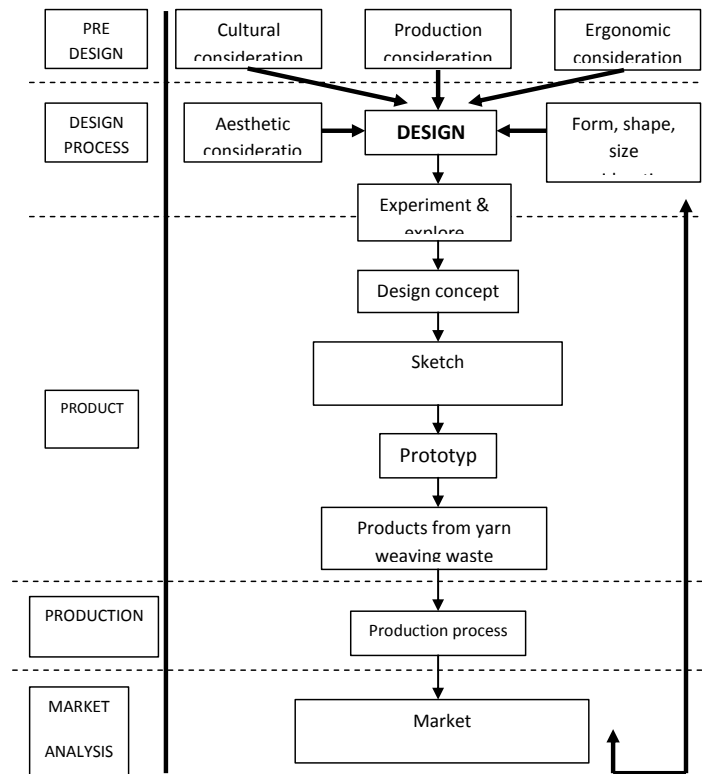 PRE
DESIGN
Cultural
consideration
Production
consideration
Ergonomic
consideration
DESIGN
PROCESS
Aesthetic
consideratio
DESIGN
Form, shape,
size
Experiment &
explore
Design concept
Sketch
PRODUCT
Prototyp
Products from yarn
weaving waste
PRODUCTION
Production process
MARKET
ANALYSIS
Market